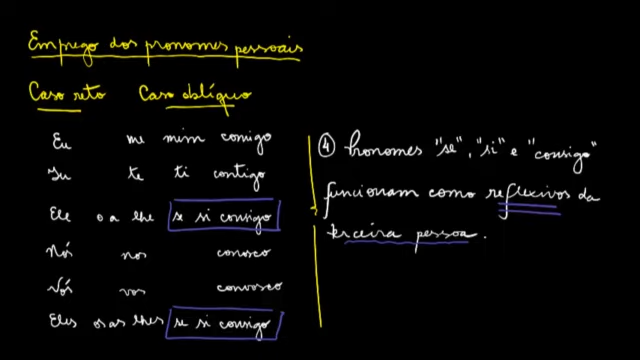 Emprego dos pronomes pessoais
Caso reto Caso oblíquo
Eu me mim comigo
Tu te ti contigo
Ele o a lhe se si consigo
Nós nos conosco
Vós vos convosco
Eles os as lhes se si consigo
④ Pronomes "se", "si" e "consigo"
funcionam como reflexivos da
terceira pessoa.